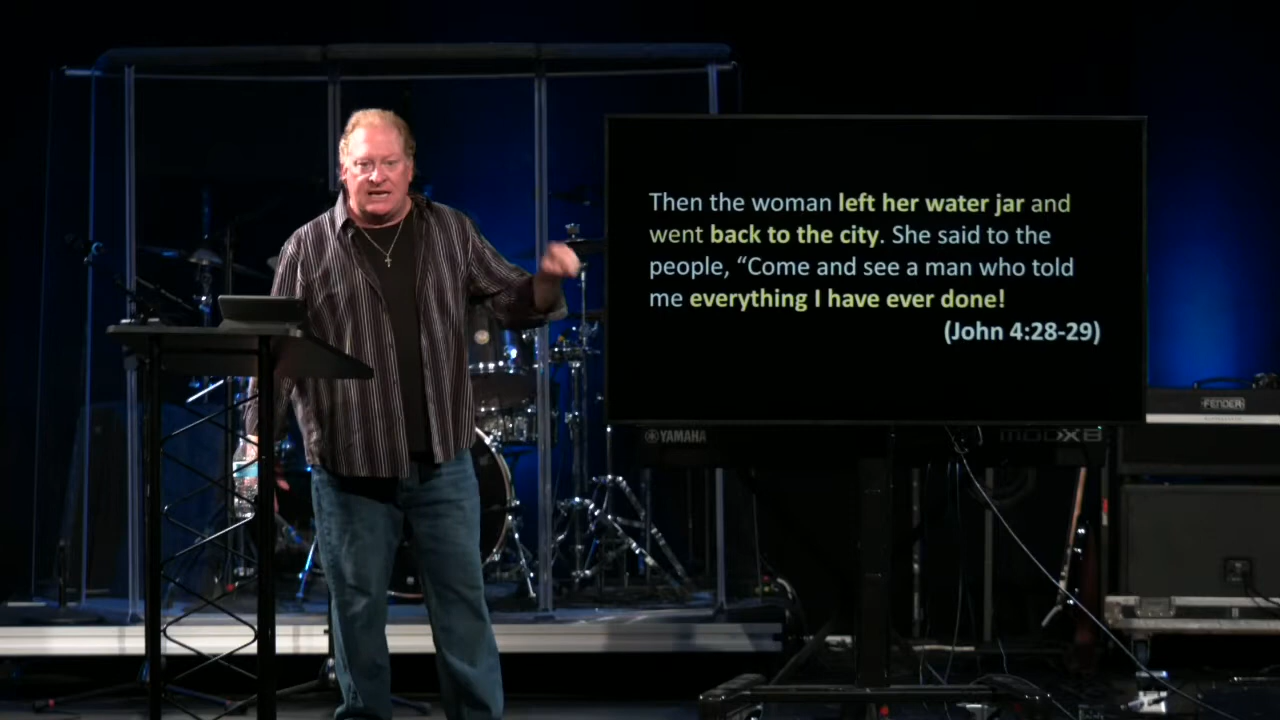 Then the woman left her water jar and
went back to the city. She said to the
people, “Come and see a man who told
me everything I have ever done!
(John 4:28-29)
YAMAHA
MODX8
FENDER